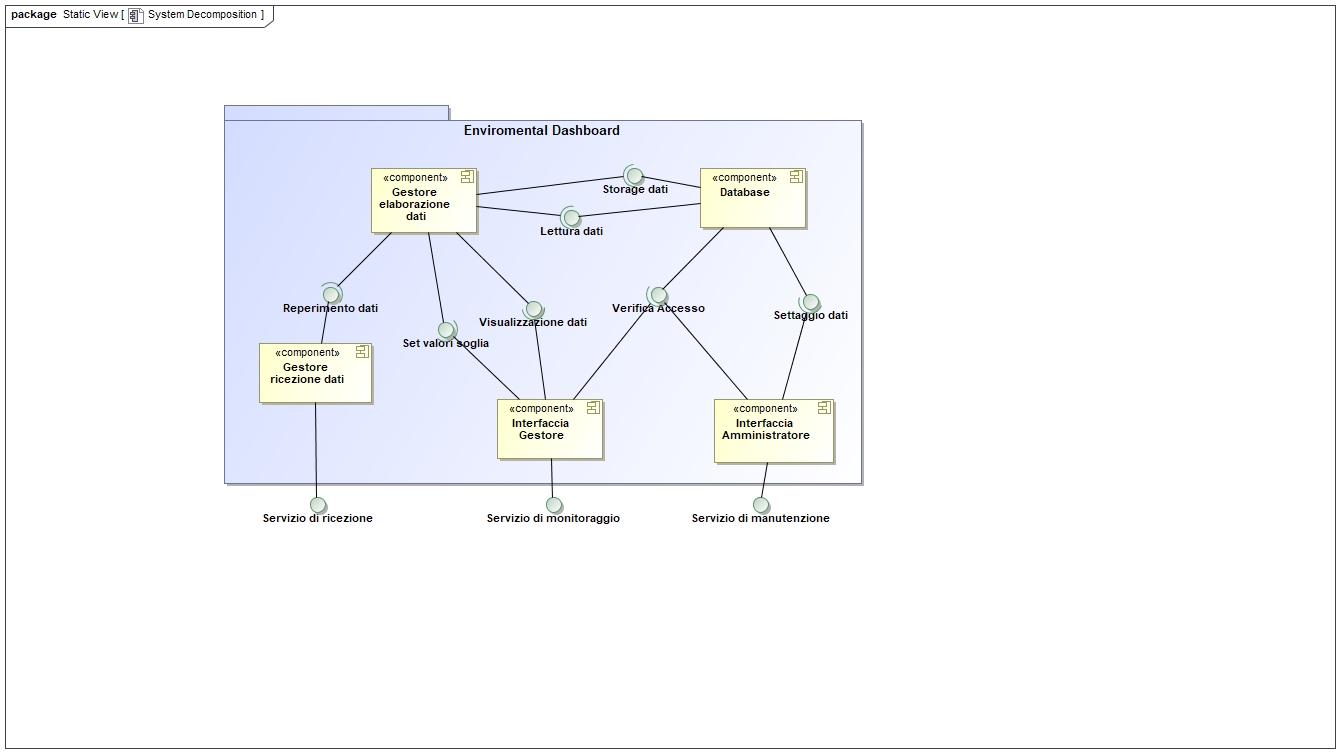 package Static View [ System Decomposition ]
Enviromental Dashboard
«component»
Gestore
elaborazione
dati
Storage dati
«component»
Database
Lettura dati
Reperimento dati
Verifica Accesso
Settaggio dati
Visualizzazione dati
Set valori soglia
«component»
Gestore
ricezione dati
«component»
Interfaccia
Gestore
«component»
Interfaccia
Amministratore
Servizio di ricezione
Servizio di monitoraggio
Servizio di manutenzione